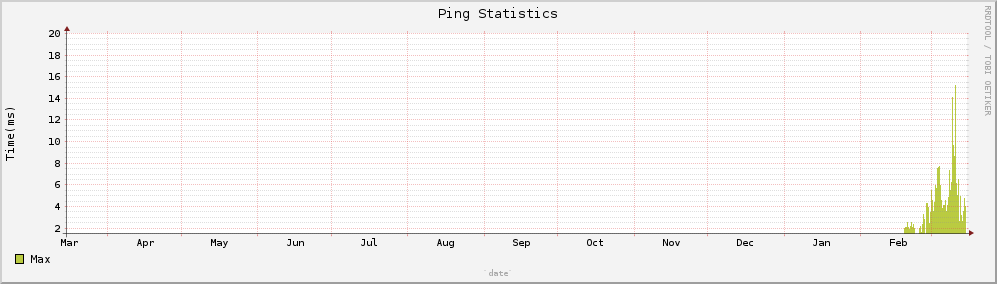 Ping Statistics
RRDTOOL / TOBI OETIKER
Time(ms)
20
18
16
14
12
10
8
6
4
2
Mar Apr May Jun Jul Aug Sep Oct Nov Dec Jan Feb
Max
`date`